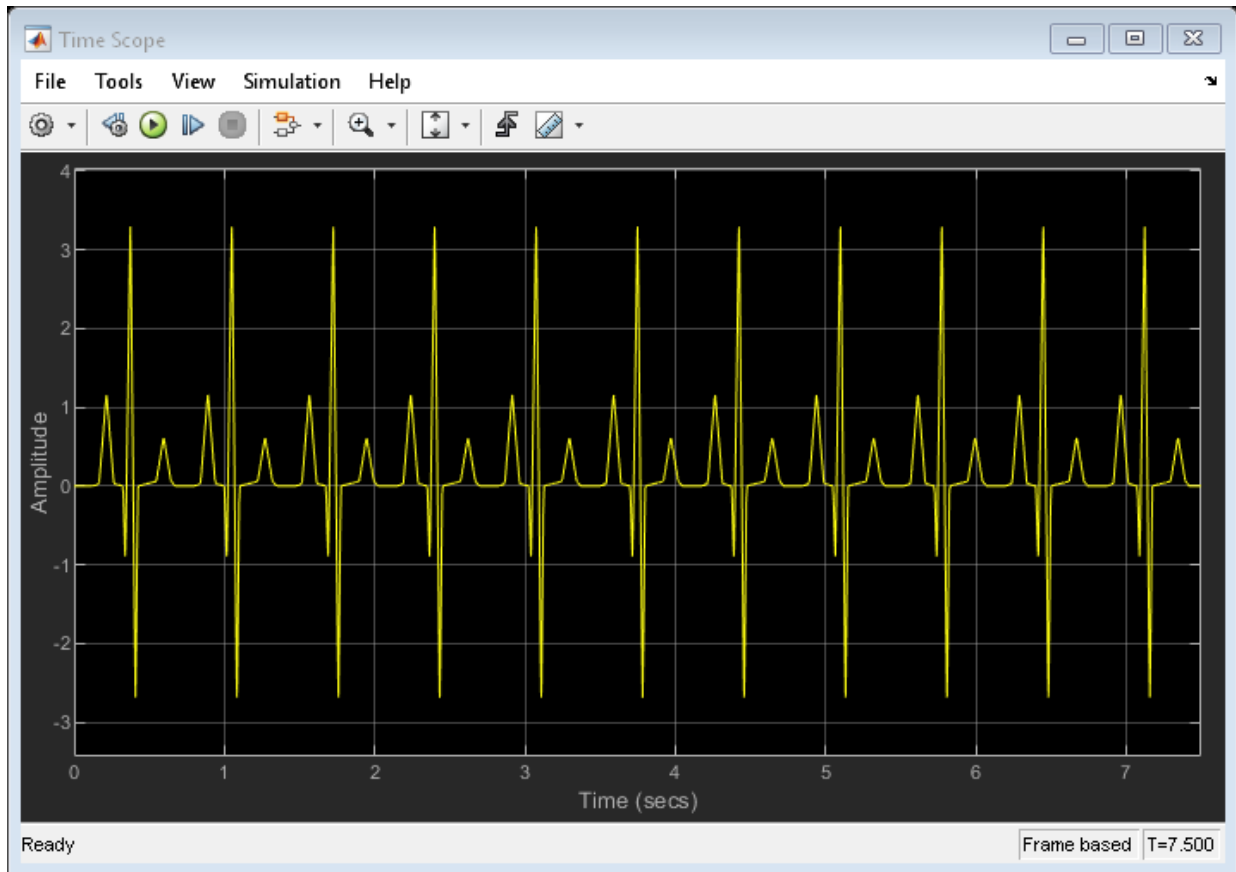 Time Scope
File Tools View Simulation Help
4
3
2
1
0
-1
-2
-3
Amplitude
0 1 2 3 4 5 6 7
Time (secs)
Ready Frame based T=7.500